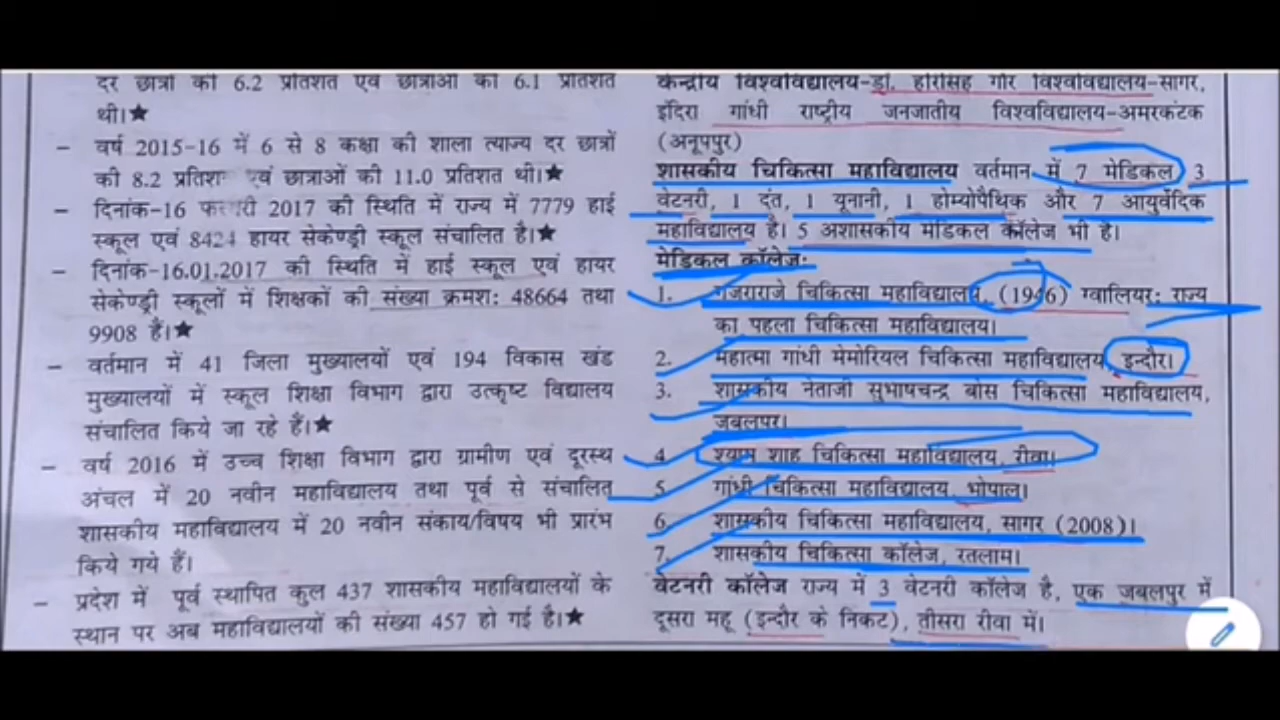 दर छात्रों की 6.2 प्रतिशत एवं छात्राओं की 6.1 प्रतिशत
थी।★
– वर्ष 2015-16 में 6 से 8 कक्षा की शाला त्याज्य दर छात्रों
की 8.2 प्रतिशत एवं छात्राओं की 11.0 प्रतिशत थी।★
– दिनांक-16 फरवरी 2017 की स्थिति में राज्य में 7779 हाई
स्कूल एवं 8424 हायर सेकेण्ड्री स्कूल संचालित है।★
– दिनांक-16.01.2017 की स्थिति में हाई स्कूल एवं हायर
सेकेण्ड्री स्कूलों में शिक्षकों की संख्या क्रमश: 48664 तथा
9908 हैं।★
– वर्तमान में 41 जिला मुख्यालयों एवं 194 विकास खंड
मुख्यालयों में स्कूल शिक्षा विभाग द्वारा उत्कृष्ट विद्यालय
संचालित किये जा रहे हैं।★
– वर्ष 2016 में उच्च शिक्षा विभाग द्वारा ग्रामीण एवं दूरस्थ
अंचल में 20 नवीन महाविद्यालय तथा पूर्व से संचालित
शासकीय महाविद्यालय में 20 नवीन संकाय/विषय भी प्रारंभ
किये गये हैं।
– प्रदेश में पूर्व स्थापित कुल 437 शासकीय महाविद्यालयों के
स्थान पर अब महाविद्यालयों की संख्या 457 हो गई है।★
केन्द्रीय विश्वविद्यालय-डॉ. हरिसिंह गौर विश्वविद्यालय-सागर,
इंदिरा गांधी राष्ट्रीय जनजातीय विश्वविद्यालय-अमरकंटक
(अनूपपुर)
शासकीय चिकित्सा महाविद्यालय वर्तमान में 7 मेडिकल 3
वेटनरी, 1 दंत, 1 यूनानी, 1 होम्योपैथिक और 7 आयुर्वेदिक
महाविद्यालय है। 5 अशासकीय मेडिकल कॉलेज भी है।
मेडिकल कॉलेज:
1. गजराराजे चिकित्सा महाविद्यालय, (1946) ग्वालियर: राज्य
का पहला चिकित्सा महाविद्यालय।
2. महात्मा गांधी मेमोरियल चिकित्सा महाविद्यालय, इन्दौर।
3. शासकीय नेताजी सुभाषचन्द्र बोस चिकित्सा महाविद्यालय,
जबलपुर।
4. श्याम शाह चिकित्सा महाविद्यालय, रीवा।
5. गांधी चिकित्सा महाविद्यालय भोपाल।
6. शासकीय चिकित्सा महाविद्यालय, सागर (2008)।
7. शासकीय चिकित्सा कॉलेज, रतलाम।
वेटनरी कॉलेज राज्य में 3 वेटनरी कॉलेज है, एक जबलपुर में
दूसरा महू (इन्दौर के निकट), तीसरा रीवा में।